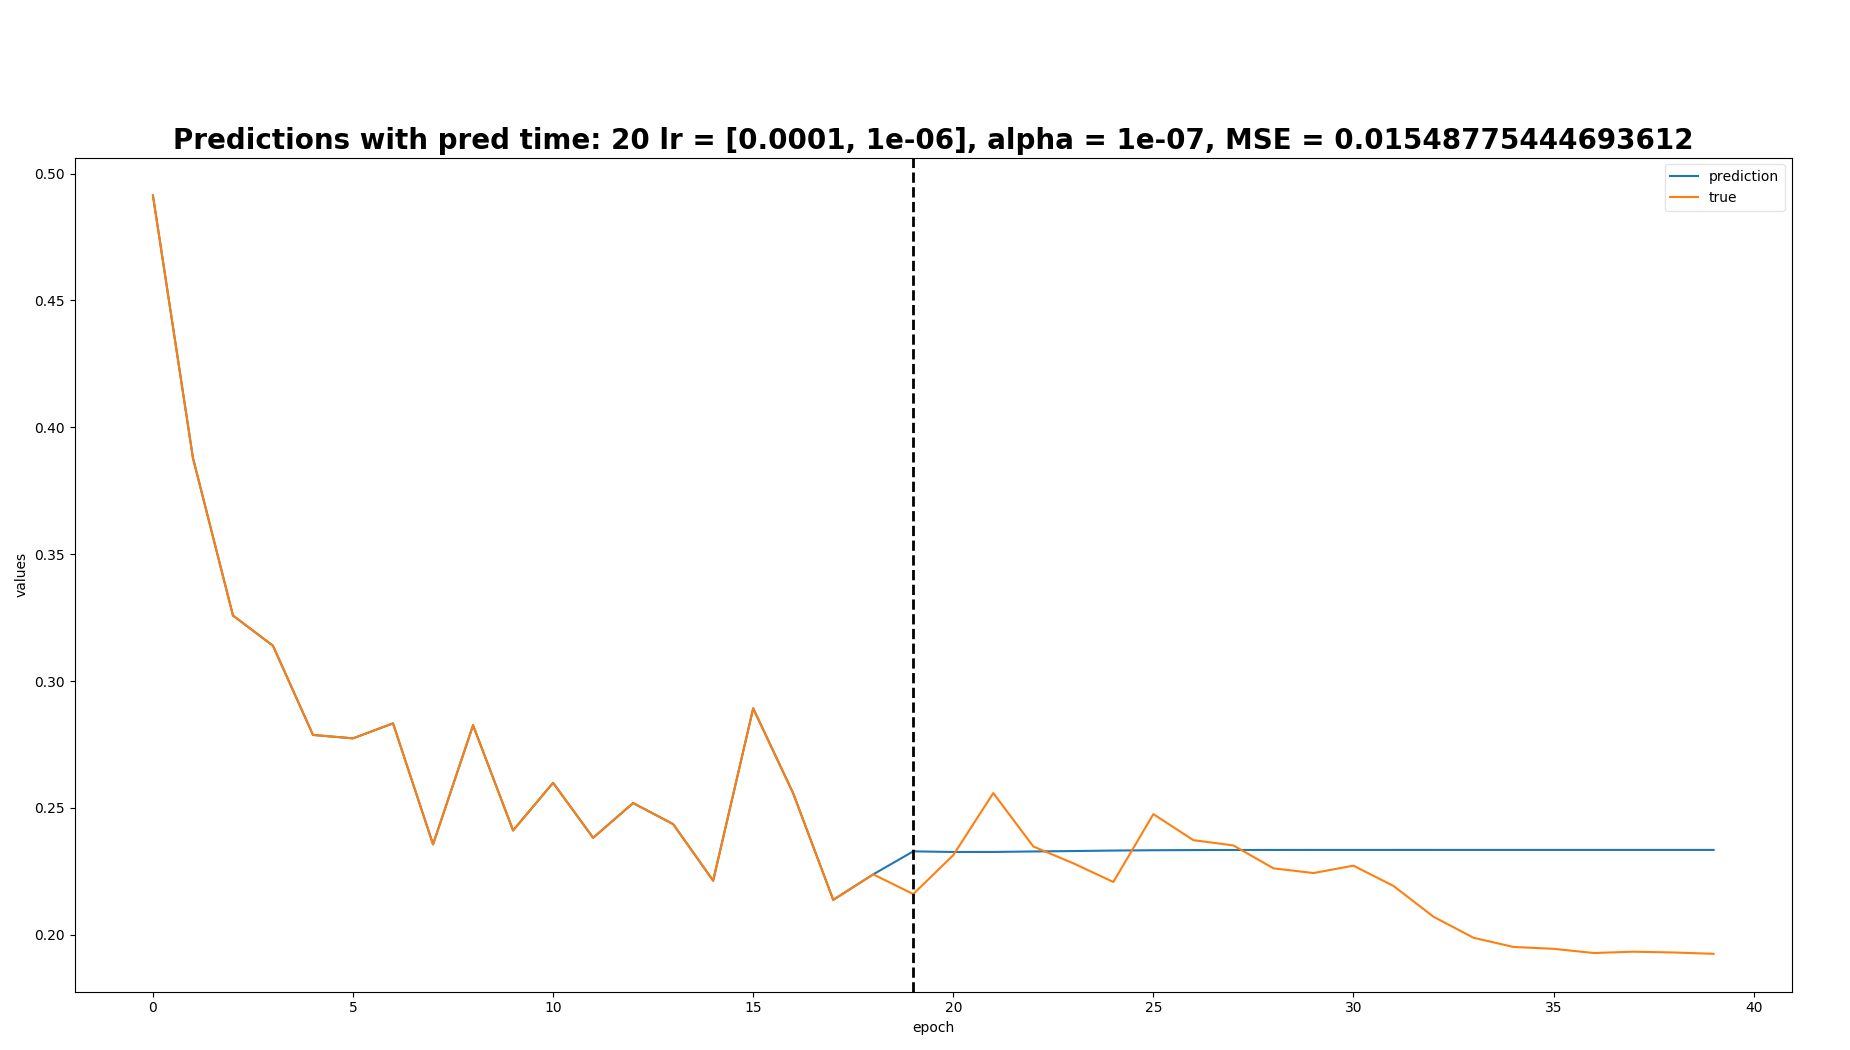 Predictions with pred time: 20 lr = [0.0001, 1e-06], alpha = 1e-07, MSE = 0.01548775444693612
prediction
true
0.50
0.45
0.40
0.35
0.30
0.25
0.20
values
0 5 10 15 20 25 30 35 40
epoch